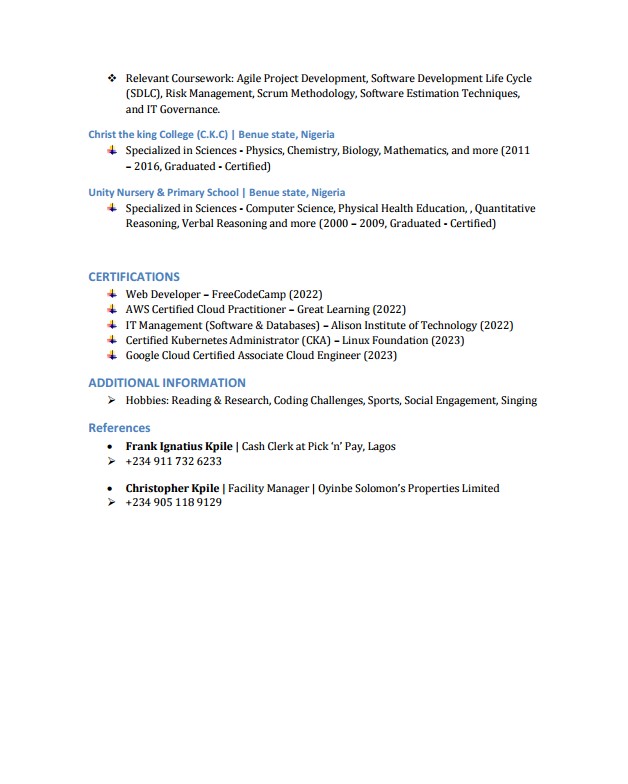 Relevant Coursework: Agile Project Development, Software Development Life Cycle
(SDLC), Risk Management, Scrum Methodology, Software Estimation Techniques,
and IT Governance.
Christ the king College (C.K.C) | Benue state, Nigeria
Specialized in Sciences - Physics, Chemistry, Biology, Mathematics, and more (2011
– 2016, Graduated - Certified)
Unity Nursery & Primary School | Benue state, Nigeria
Specialized in Sciences - Computer Science, Physical Health Education, , Quantitative
Reasoning, Verbal Reasoning and more (2000 – 2009, Graduated - Certified)
CERTIFICATIONS
Web Developer – FreeCodeCamp (2022)
AWS Certified Cloud Practitioner – Great Learning (2022)
IT Management (Software & Databases) – Alison Institute of Technology (2022)
Certified Kubernetes Administrator (CKA) – Linux Foundation (2023)
Google Cloud Certified Associate Cloud Engineer (2023)
ADDITIONAL INFORMATION
Hobbies: Reading & Research, Coding Challenges, Sports, Social Engagement, Singing
References
Frank Ignatius Kpile | Cash Clerk at Pick ‘n’ Pay, Lagos
+234 911 732 6233
Christopher Kpile | Facility Manager | Oyinbe Solomon’s Properties Limited
+234 905 118 9129